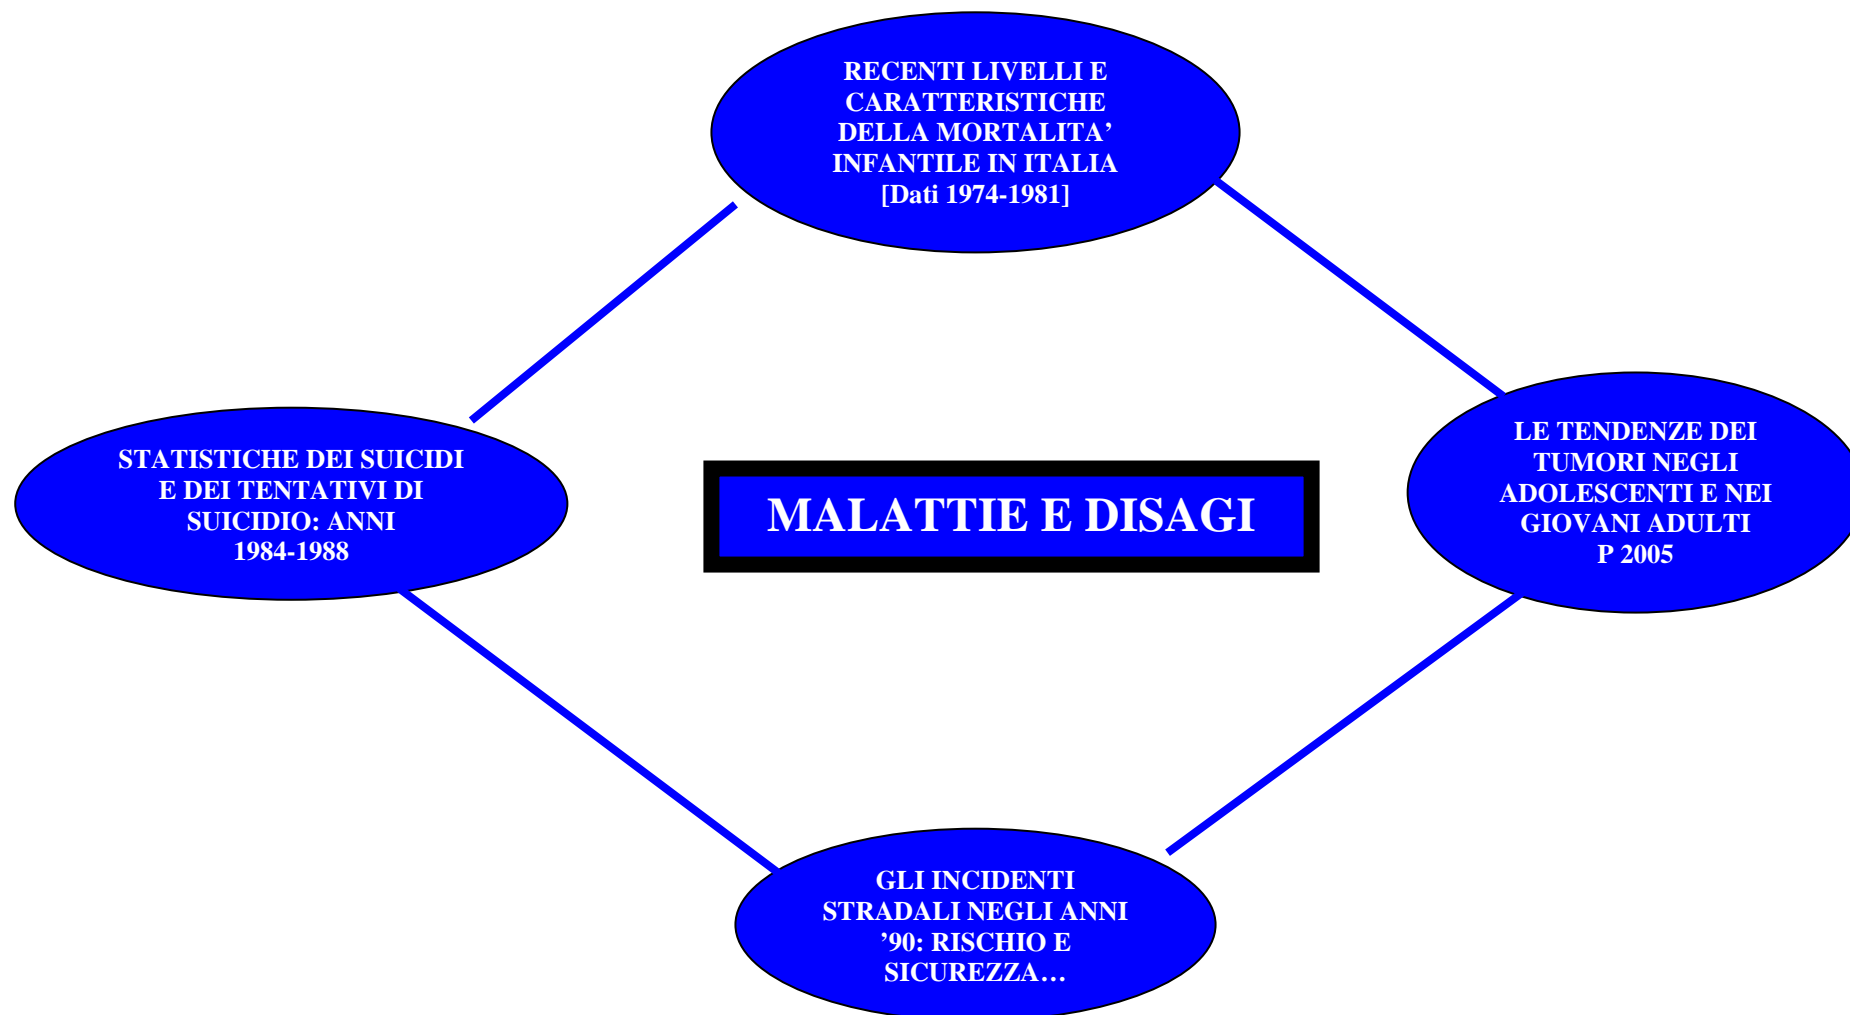 RECENTI LIVELLI E
CARATTERISTICHE
DELLA MORTALITA’
INFANTILE IN ITALIA
[Dati 1974-1981]
STATISTICHE DEI SUICIDI
E DEI TENTATIVI DI
SUICIDIO: ANNI
1984-1988
MALATTIE E DISAGI
LE TENDENZE DEI
TUMORI NEGLI
ADOLESCENTI E NEI
GIOVANI ADULTI
P 2005
GLI INCIDENTI
STRADALI NEGLI ANNI
’90: RISCHIO E
SICUREZZA…